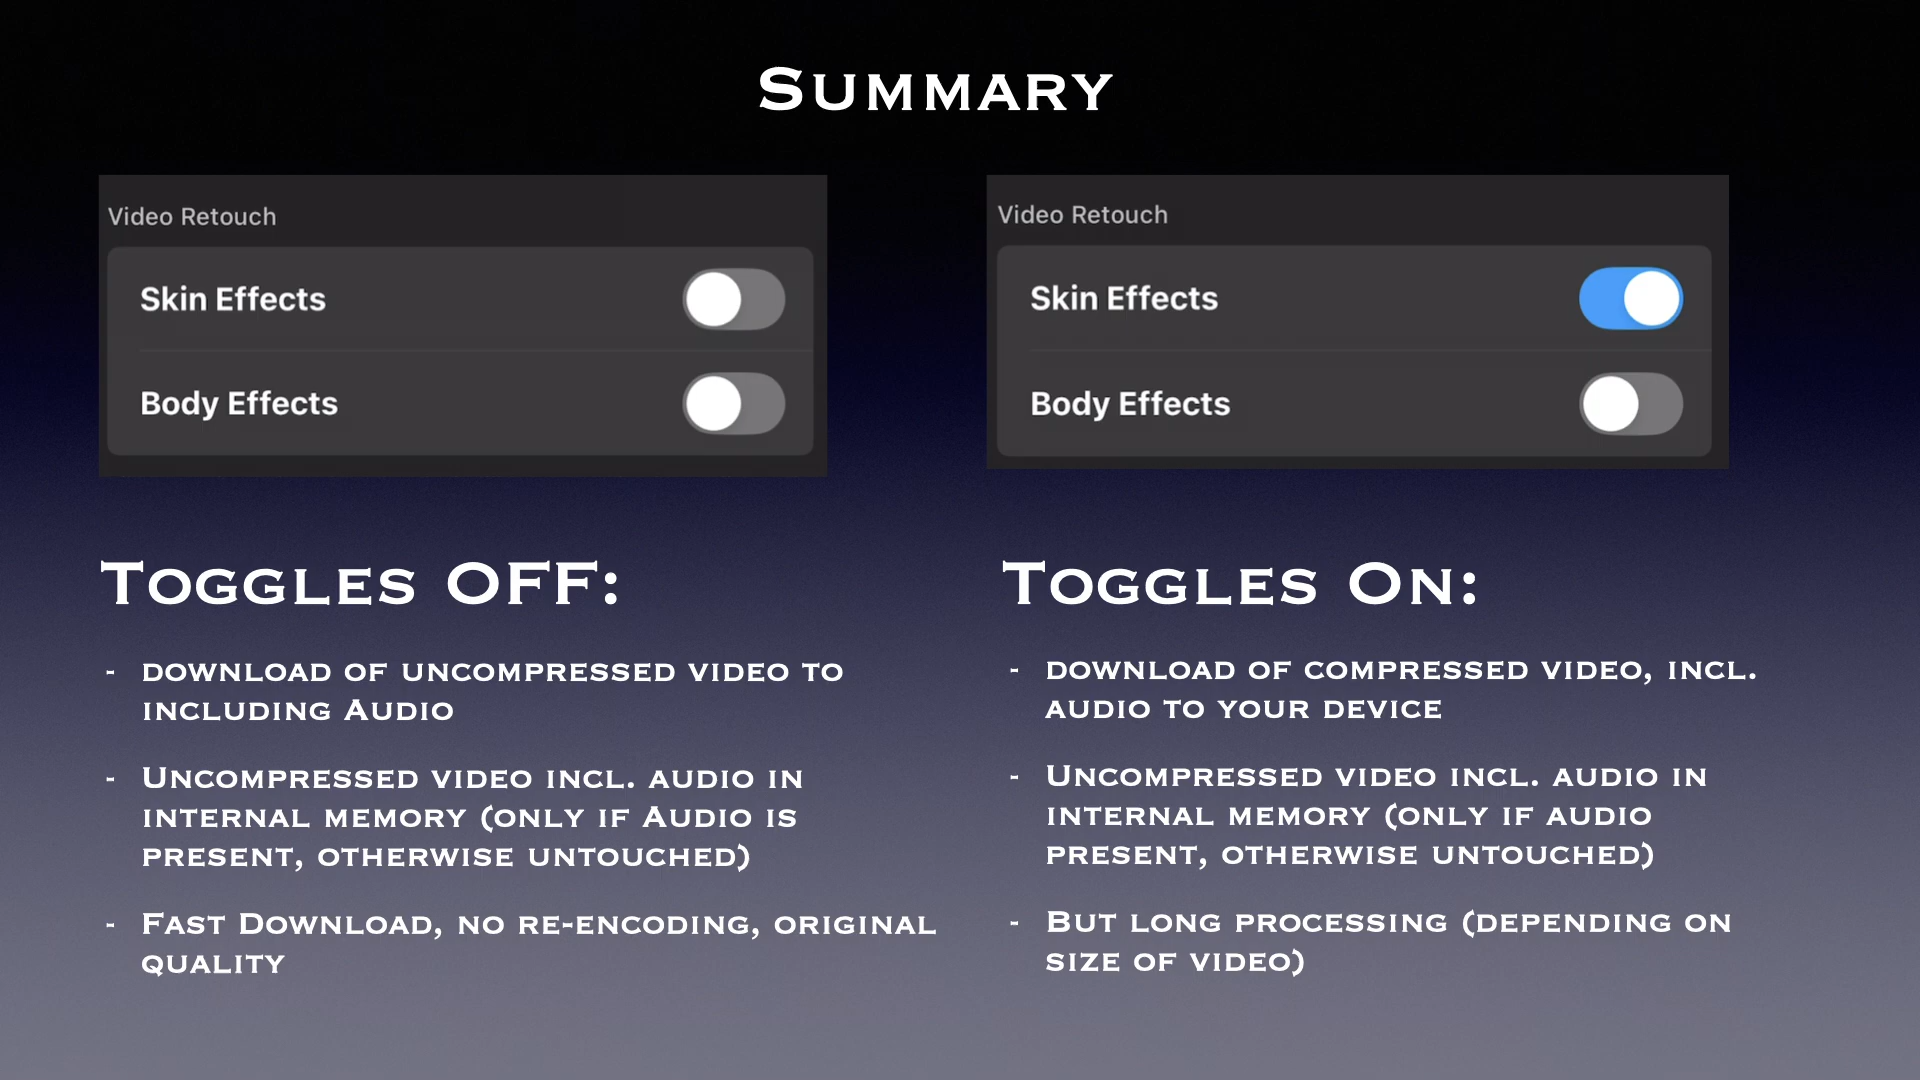 Summary
Video Retouch
Skin Effects
Body Effects
Video Retouch
Skin Effects
Body Effects
Toggles OFF:
- download of uncompressed video to
including Audio
- Uncompressed video incl. audio in
internal memory (only if Audio is
present, otherwise untouched)
- Fast Download, no re-encoding, original
quality
Toggles On:
- download of compressed video, incl.
audio to your device
- Uncompressed video incl. audio in
internal memory (only if audio
present, otherwise untouched)
- But long processing (depending on
size of video)